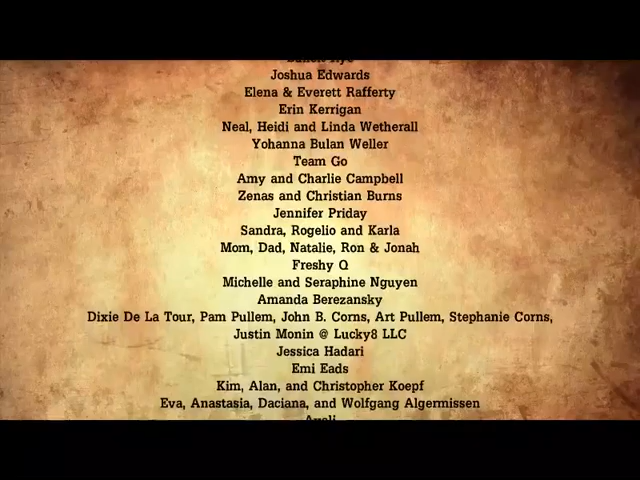 Joshua Edwards
Elena & Everett Rafferty
Erin Kerrigan
Neal, Heidi and Linda Wetherall
Yohanna Bulan Weller
Team Go
Amy and Charlie Campbell
Zenas and Christian Burns
Jennifer Priday
Sandra, Rogelio and Karla
Mom, Dad, Natalie, Ron & Jonah
Freshy Q
Michelle and Seraphine Nguyen
Amanda Berezansky
Dixie De La Tour, Pam Pullem, John B. Corns, Art Pullem, Stephanie Corns,
Justin Monin @ Lucky8 LLC
Jessica Hadari
Emi Eads
Kim, Alan, and Christopher Koepf
Eva, Anastasia, Daciana, and Wolfgang Algermissen